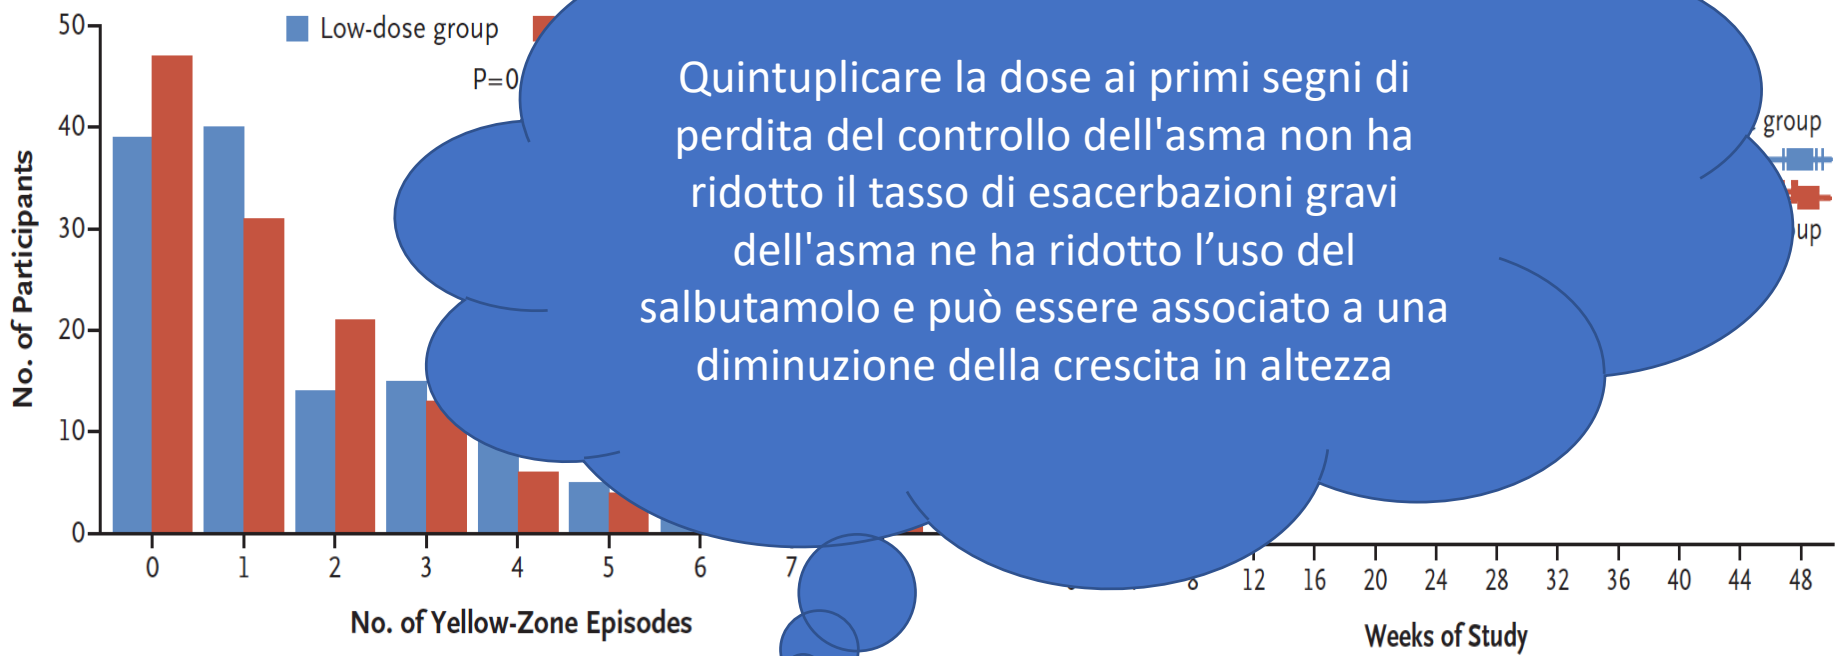 50
Low-dose group
P=0
40
30
20
10
0
No. of Participants
0 1 2 3 4 5 6 7
No. of Yellow-Zone Episodes
Quintuplicare la dose ai primi segni di
perdita del controllo dell'asma non ha
ridotto il tasso di esacerbazioni gravi
dell'asma ne ha ridotto l’uso del
salbutamolo e può essere associato a una
diminuzione della crescita in altezza
group
up
8 12 16 20 24 28 32 36 40 44 48
Weeks of Study